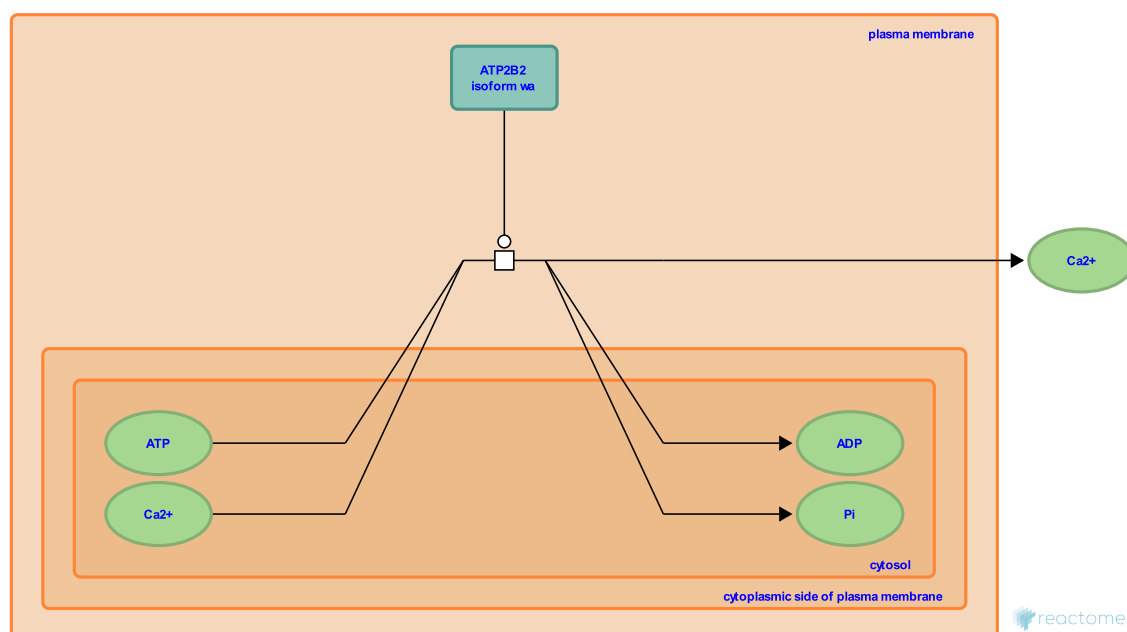 plasma membrane
ATP2B2
isoform wa
Ca2+
ATP
ADP
Ca2+
Pi
cytosol
cytoplasmic side of plasma membrane
reactome